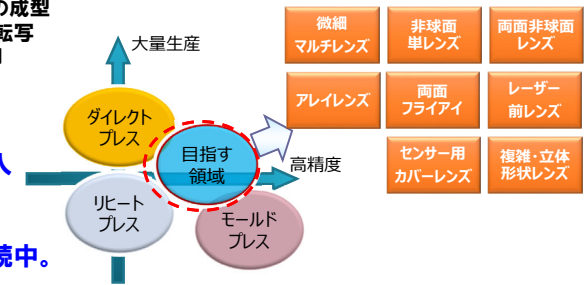 の成型
転写
大量生産
ダイレクト
プレス
目指す
領域
高精度
人
リヒート
プレス
モールド
プレス
続中。
微細
マルチレンズ
非球面
単レンズ
両面非球面
レンズ
アレイレンズ
両面
フライアイ
レーザー
前レンズ
センサー用
カバーレンズ
複雑・立体
形状レンズ